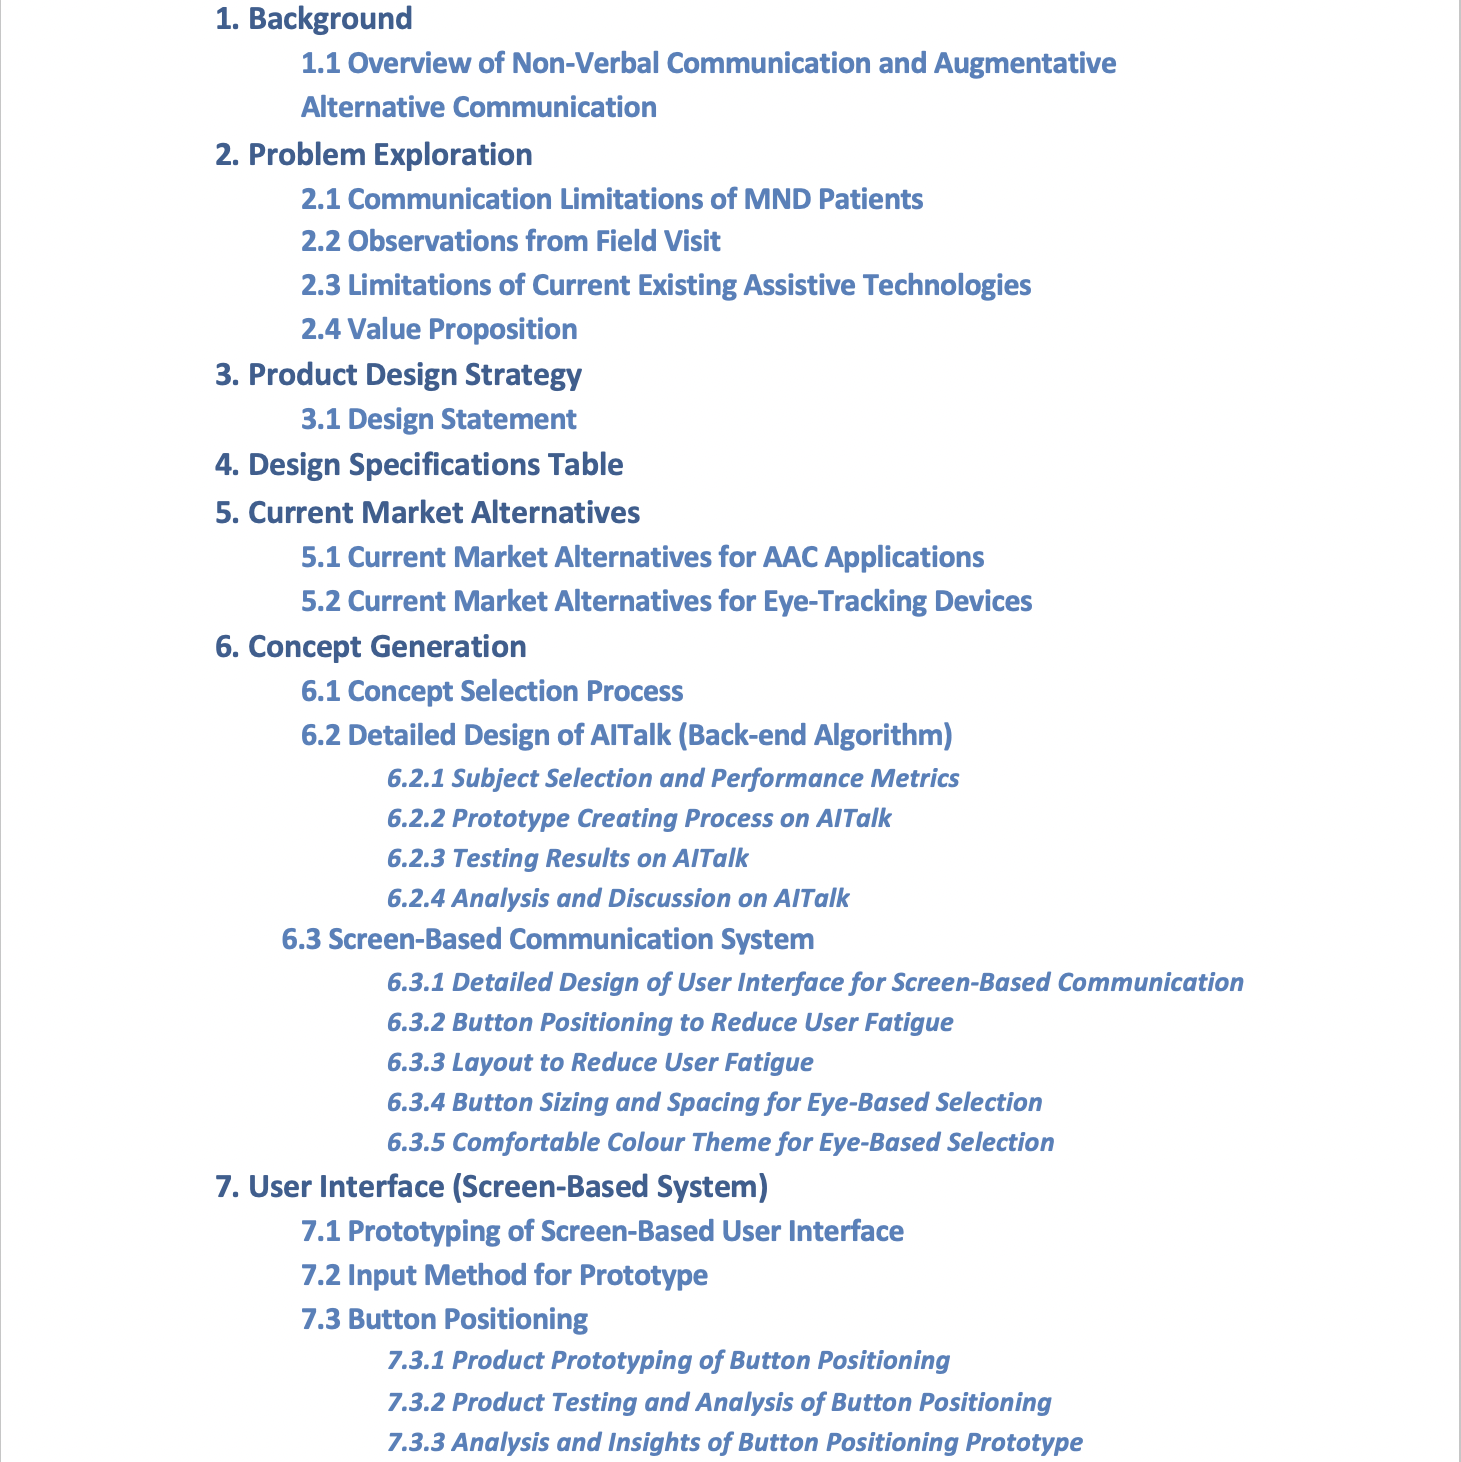 1. Background
1.1 Overview of Non-Verbal Communication and Augmentative
Alternative Communication
2. Problem Exploration
2.1 Communication Limitations of MND Patients
2.2 Observations from Field Visit
2.3 Limitations of Current Existing Assistive Technologies
2.4 Value Proposition
3. Product Design Strategy
3.1 Design Statement
4. Design Specifications Table
5. Current Market Alternatives
5.1 Current Market Alternatives for AAC Applications
5.2 Current Market Alternatives for Eye-Tracking Devices
6. Concept Generation
6.1 Concept Selection Process
6.2 Detailed Design of AITalk (Back-end Algorithm)
6.2.1 Subject Selection and Performance Metrics
6.2.2 Prototype Creating Process on AITalk
6.2.3 Testing Results on AITalk
6.2.4 Analysis and Discussion on AITalk
6.3 Screen-Based Communication System
6.3.1 Detailed Design of User Interface for Screen-Based Communication
6.3.2 Button Positioning to Reduce User Fatigue
6.3.3 Layout to Reduce User Fatigue
6.3.4 Button Sizing and Spacing for Eye-Based Selection
6.3.5 Comfortable Colour Theme for Eye-Based Selection
7. User Interface (Screen-Based System)
7.1 Prototyping of Screen-Based User Interface
7.2 Input Method for Prototype
7.3 Button Positioning
7.3.1 Product Prototyping of Button Positioning
7.3.2 Product Testing and Analysis of Button Positioning
7.3.3 Analysis and Insights of Button Positioning Prototype